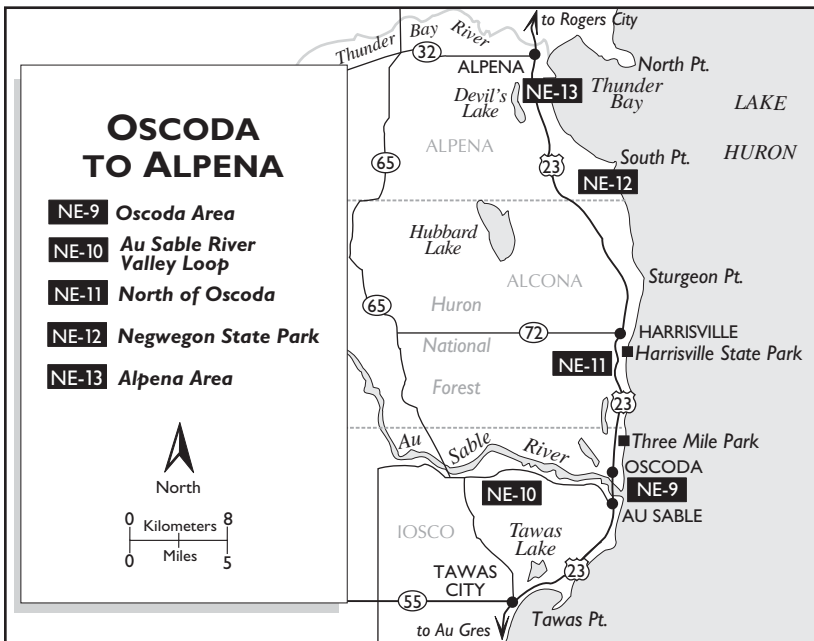 OSCODA
TO ALPENA
NE-9 Oscoda Area
NE-10 Au Sable River
Valley Loop
NE-11 North of Oscoda
NE-12 Negwegon State Park
NE-13 Alpena Area
North
0 Kilometers 8
0 Miles 5
to Rogers City
Thunder Bay River
32
ALPENA
North Pt.
NE-13
Thunder
Bay
Devil's
Lake
LAKE
HURON
ALPENA
65
23
South Pt.
NE-12
Hubbard
Lake
ALCONA
Sturgeon Pt.
65
Huron
National
Forest
72
HARRISVILLE
Harrisville State Park
NE-11
23
Au Sable River
Three Mile Park
OSCODA
NE-10
NE-9
AU SABLE
IOSCO
Tawas
Lake
23
TAWAS
CITY
55
Tawas Pt.
to Au Gres